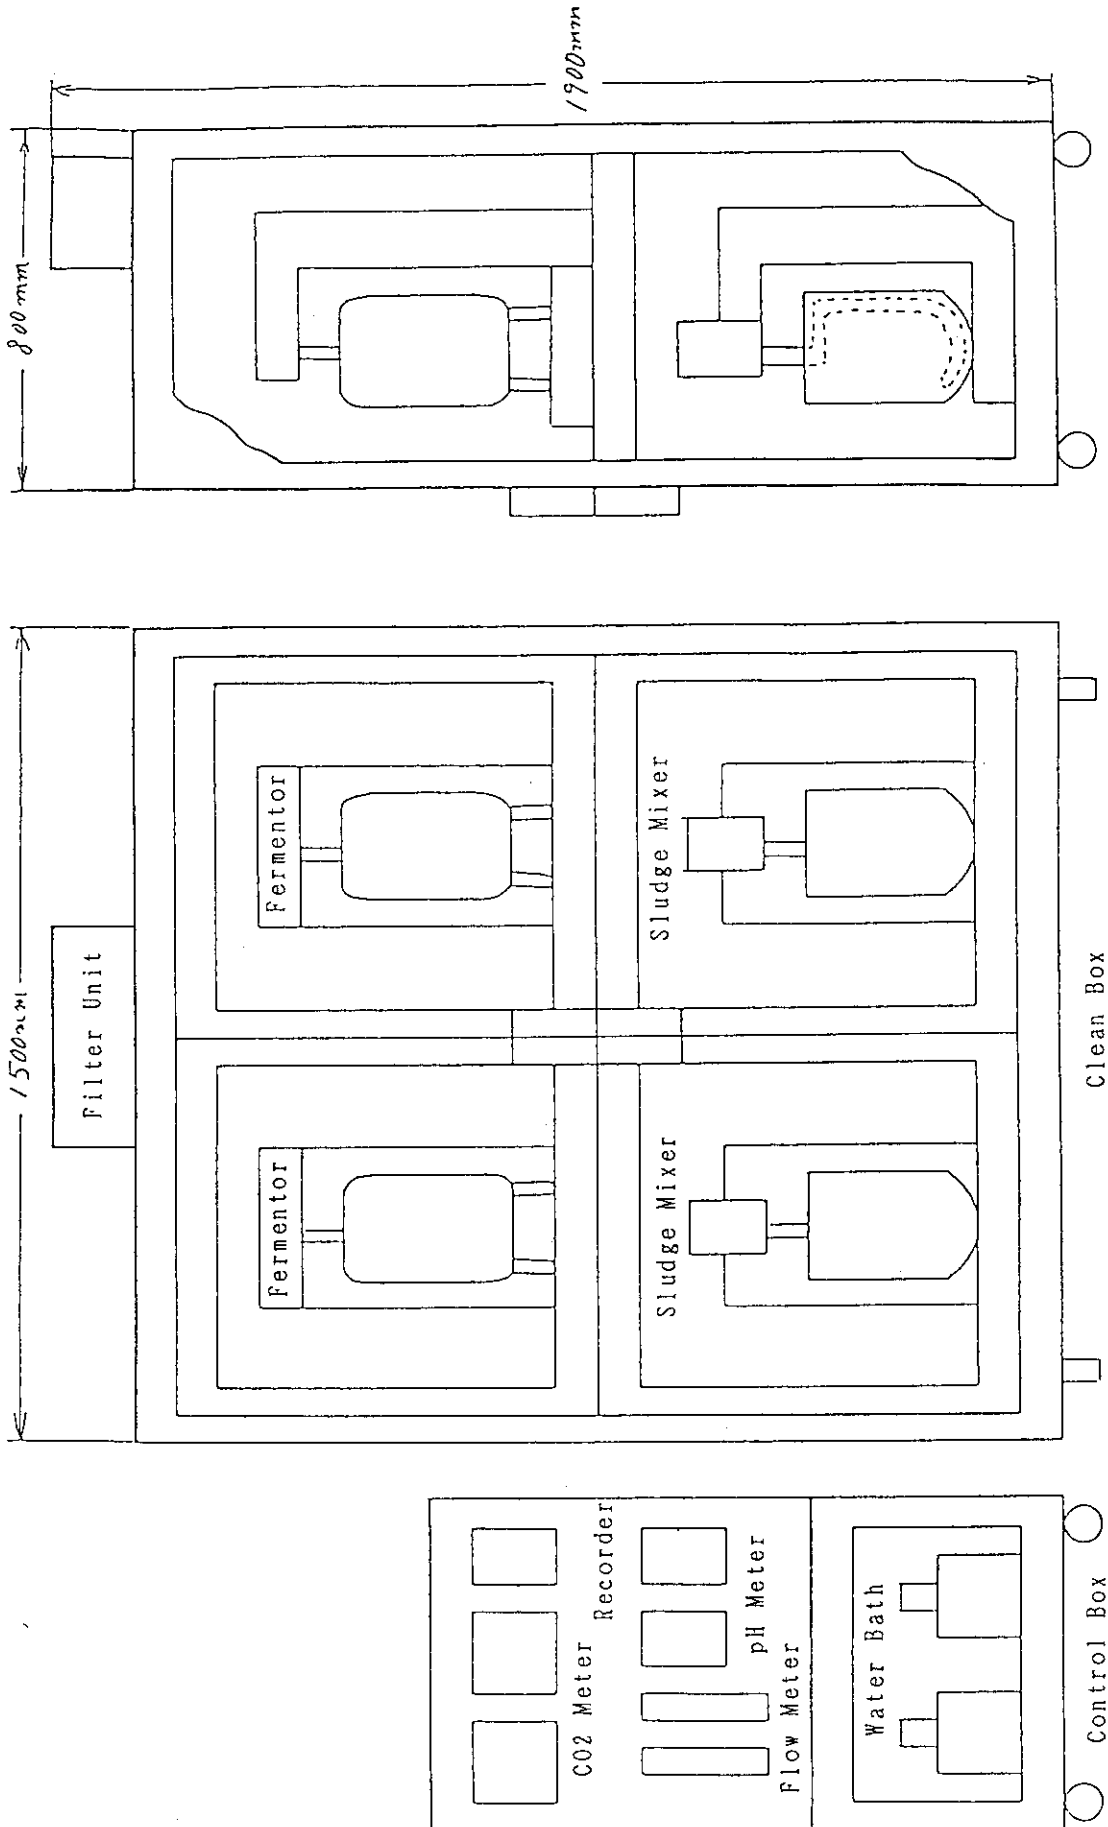 1500mm
800mm
1900mm
Filter Unit
Fermentor
Fermentor
Sludge Mixer
Sludge Mixer
CO2 Meter
Recorder
Flow Meter
pH Meter
Water Bath
Control Box
Clean Box